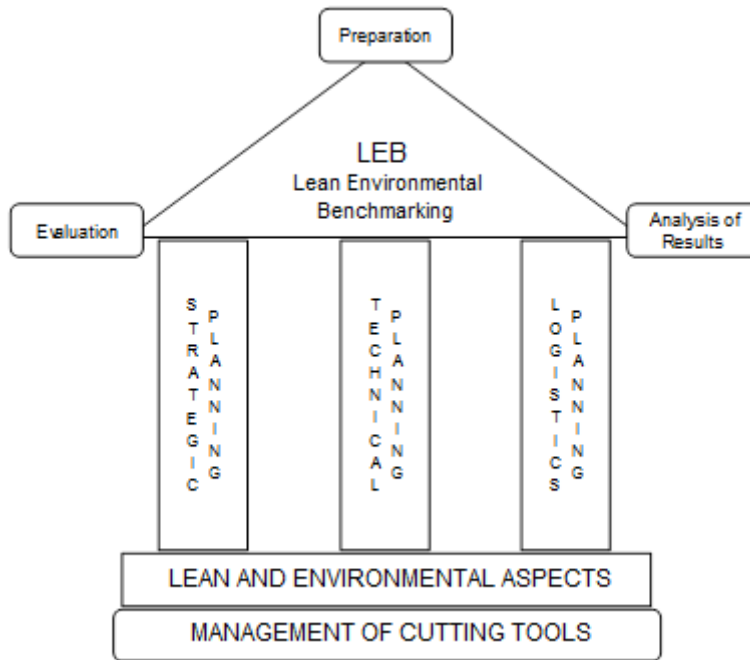 Preparation
LEB
Lean Environmental
Benchmarking
Evaluation
Analysis of
Results
STRATEGIC
PLANNING
TECHNICAL
PLANNING
LOGISTICS
PLANNING
LEAN AND ENVIRONMENTAL ASPECTS
MANAGEMENT OF CUTTING TOOLS